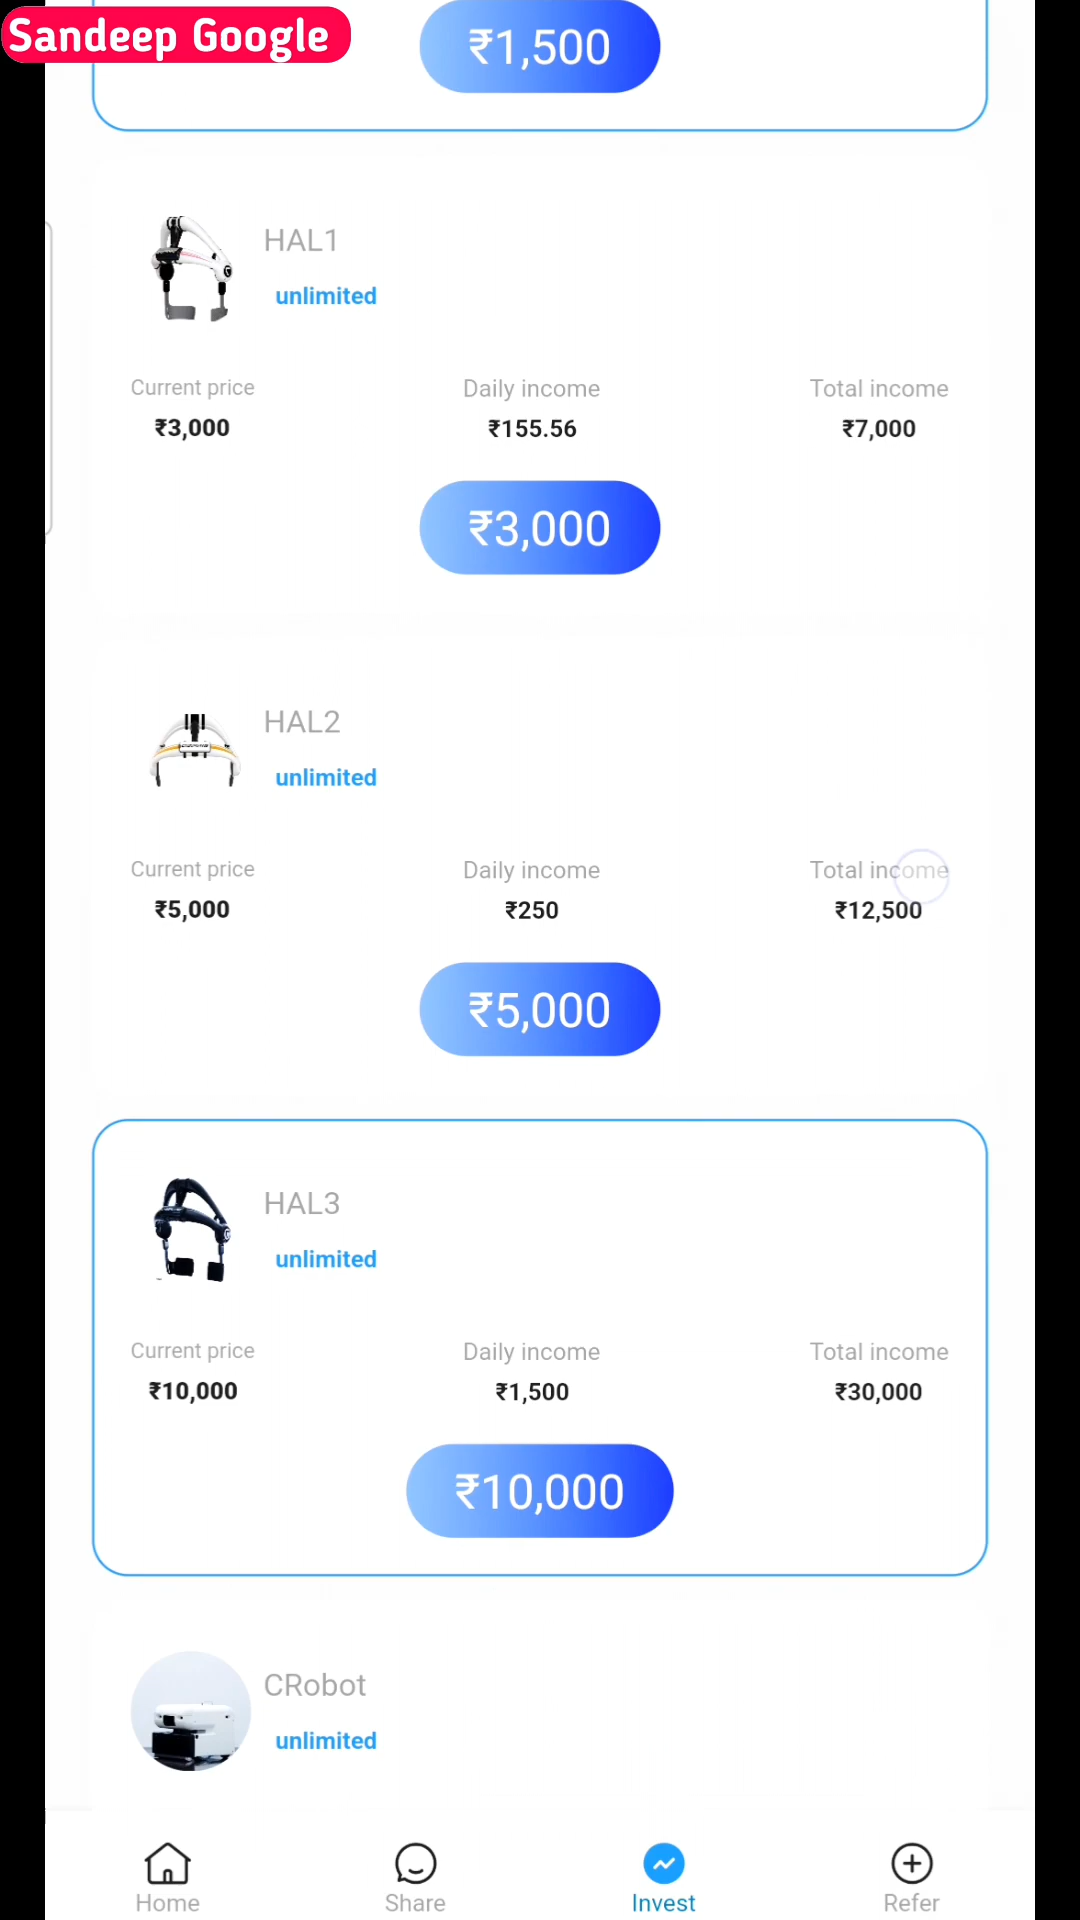 Sandeep Google
₹1,500
HAL1
unlimited
Current price
Daily income
Total income
₹3,000
₹155.56
₹7,000
₹3,000
HAL2
unlimited
Current price
Daily income
Total income
₹5,000
₹250
₹12,500
₹5,000
HAL3
unlimited
Current price
Daily income
Total income
₹10,000
₹1,500
₹30,000
₹10,000
CRobot
unlimited
Home
Share
Invest
Refer